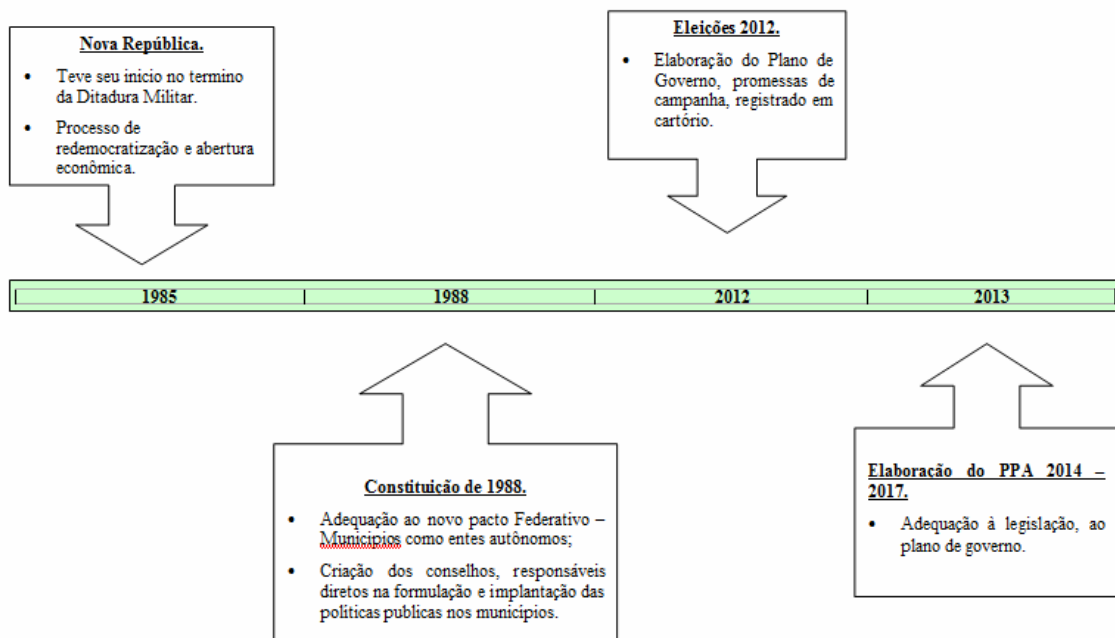 Nova República.
• Teve seu inicio no termino
da Ditadura Militar.
• Processo de
redemocratização e abertura
econômica.
Eleições 2012.
• Elaboração do Plano de
Governo, promessas de
campanha, registrado em
cartório.
1985
1988
2012
2013
Constituição de 1988.
• Adequação ao novo pacto Federativo –
Municipios como entes autônomos;
• Criação dos conselhos, responsáveis
diretos na formulação e implantação das
políticas publicas nos municípios.
Elaboração do PPA 2014 –
2017.
• Adequação à legislação, ao
plano de governo.